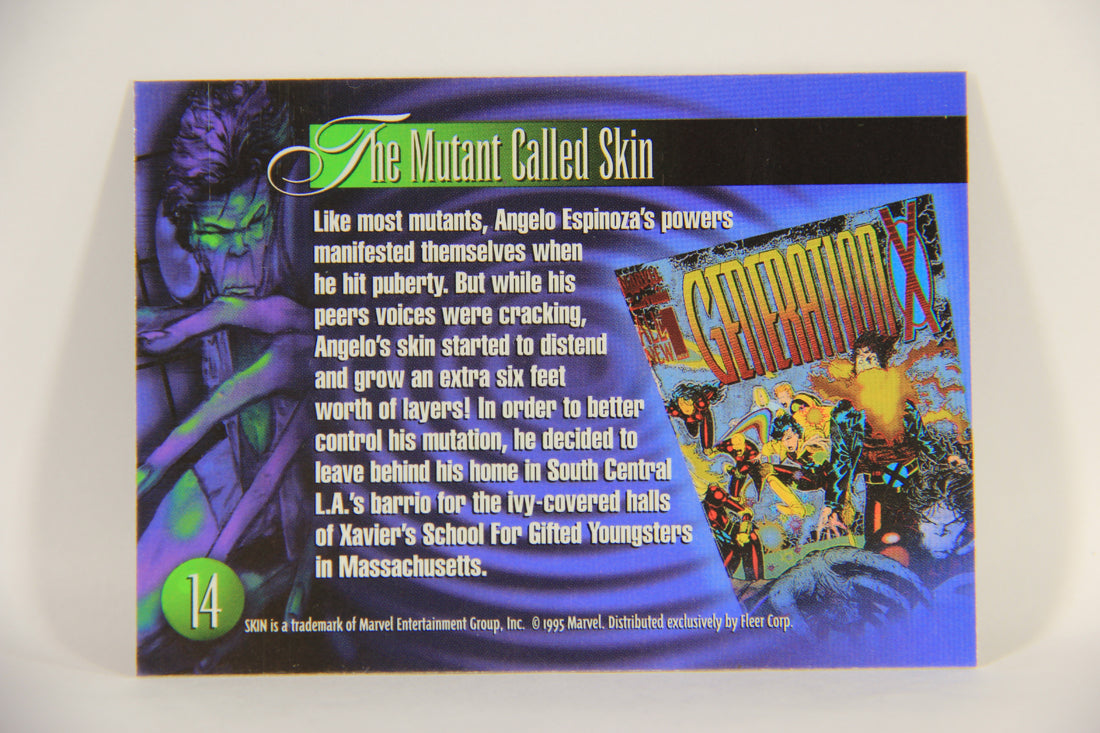 The Mutant Called Skin
Like most mutants, Angelo Espinoza's powers
manifested themselves when
he hit puberty. But while his
peers voices were cracking,
Angelo's skin started to distend
and grow an extra six feet
worth of layers! In order to better
control his mutation, he decided to
leave behind his home in South Central
L.A.'s barrio for the ivy-covered halls
of Xavier's School For Gifted Youngsters
in Massachusetts.
GENERATION X
ALL
NEW
1
14
SKIN is a trademark of Marvel Entertainment Group, Inc. © 1995 Marvel. Distributed exclusively by Fleer Corp.